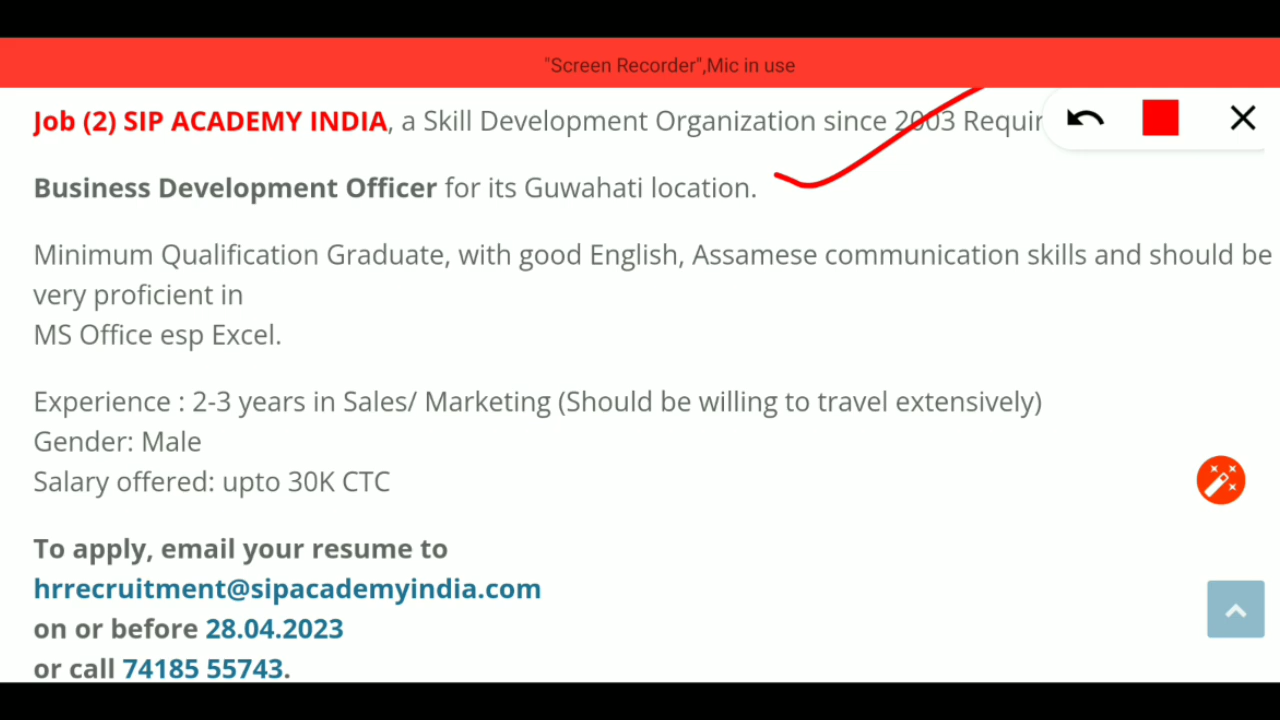 "Screen Recorder",Mic in use
Job (2) SIP ACADEMY INDIA, a Skill Development Organization since 2003 Requir
Business Development Officer for its Guwahati location.
Minimum Qualification Graduate, with good English, Assamese communication skills and should be
very proficient in
MS Office esp Excel.
Experience : 2-3 years in Sales/ Marketing (Should be willing to travel extensively)
Gender: Male
Salary offered: upto 30K CTC
To apply, email your resume to
hrrecruitment@sipacademyindia.com
on or before 28.04.2023
or call 74185 55743.